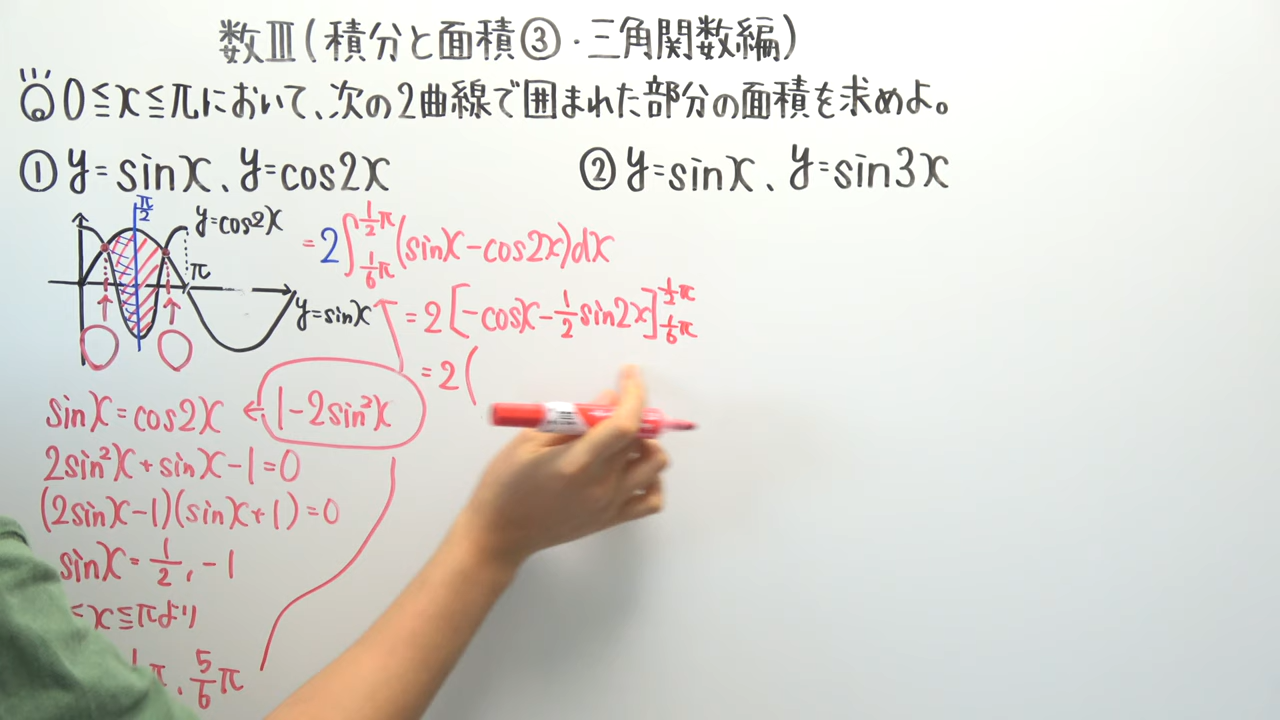 数Ⅲ(積分と面積③・三角関数編)
0≦x≦πにおいて、次の2曲線で囲まれた部分の面積を求めよ。
①y=sinx、y=cos2x
②y=sinx、y=sin3x
π/2
y=cos2x
π
y=sinx
=2∫_{1/6π}^{1/2π}(sinx-cos2x)dx
=2[-cosx-1/2sin2x]_{1/6π}^{1/2π}
=2(
sinx=cos2x ← 1-2sin²x
2sin²x+sinx-1=0
(2sinx-1)(sinx+1)=0
sinx=1/2,-1
≦x≦πより
π、5/6π